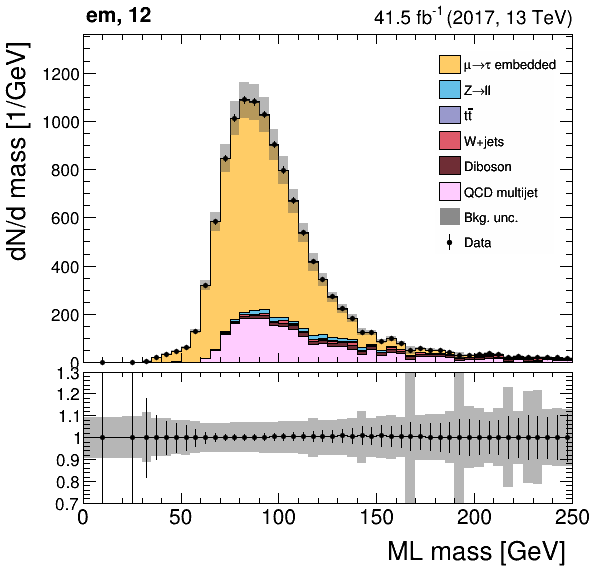 em, 12
41.5 fb⁻¹ (2017, 13 TeV)
dN/d mass [1/GeV]
1200
1000
800
600
400
200
0
μ→τ embedded
Z→ll
tt̅
W+jets
Diboson
QCD multijet
Bkg. unc.
Data
1.3
1.2
1.1
1
0.9
0.8
0.7
0 50 100 150 200 250
ML mass [GeV]